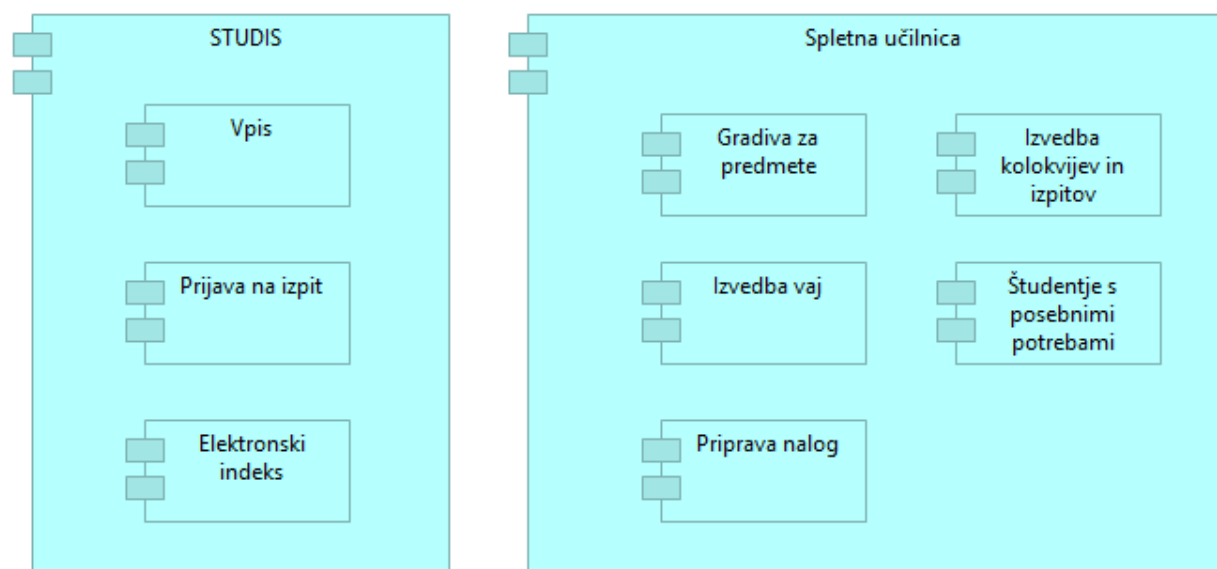 STUDIS
Vpis
Prijava na izpit
Elektronski
indeks
Spletna učilnica
Gradiva za
predmete
Izvedba
kolokvijev in
izpitov
Izvedba vaj
Študentje s
posebnimi
potrebami
Priprava nalog